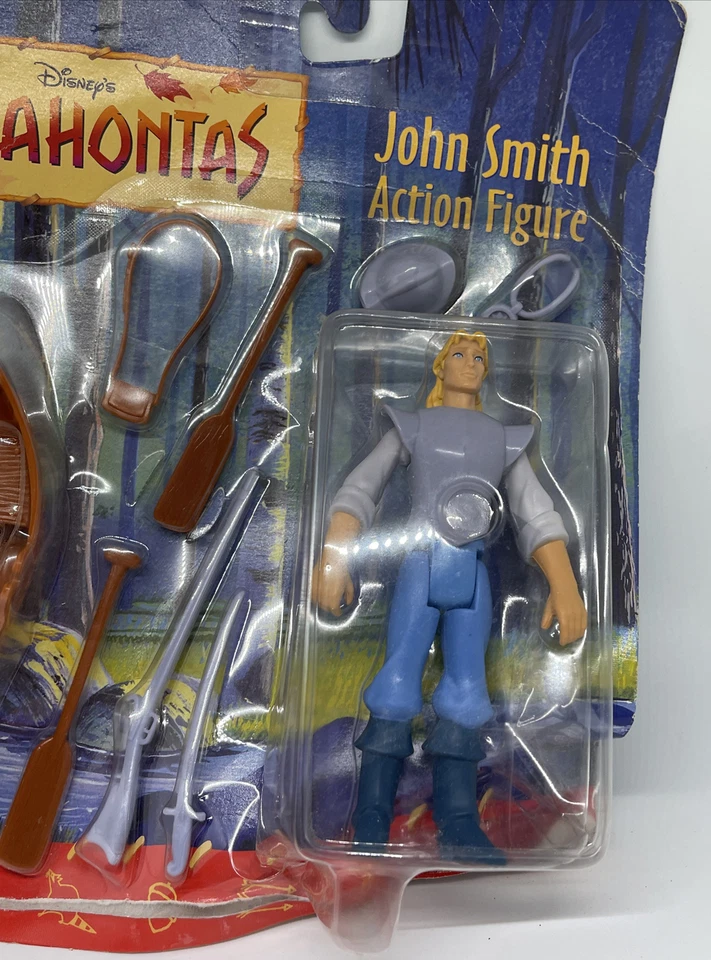 DISNEY'S
AHONTAS
John Smith
Action Figure